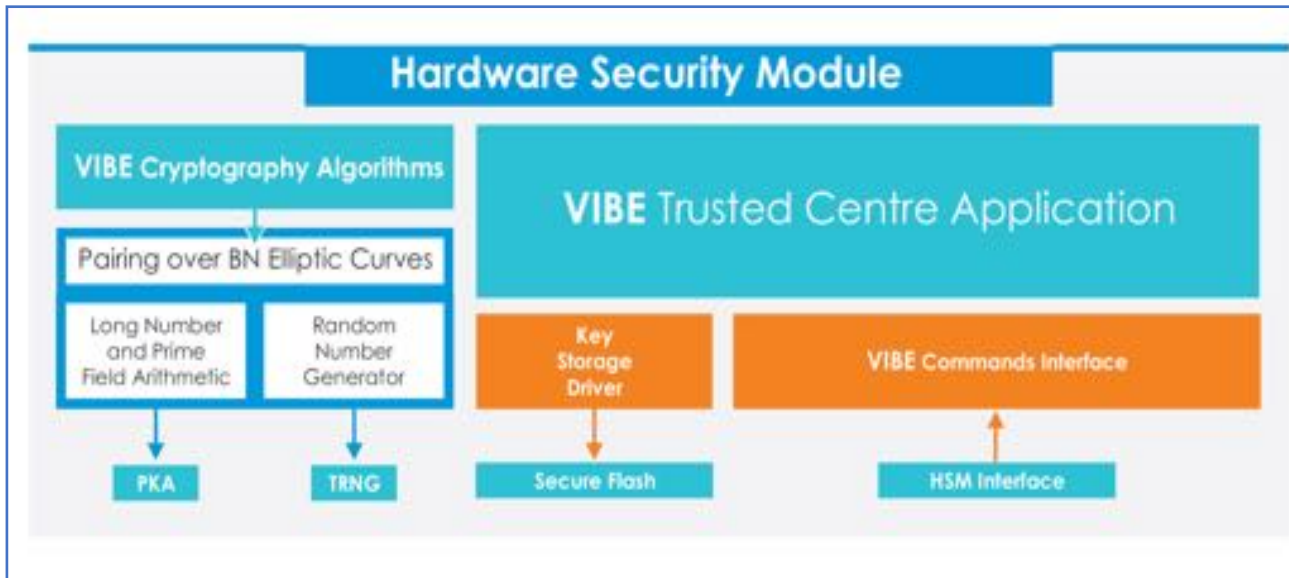 Hardware Security Module
VIBE Cryptography Algorithms
Pairing over BN Elliptic Curves
Long Number
and Prime
Field Arithmetic
Random
Number
Generator
PKA
TRNG
VIBE Trusted Centre Application
Key
Storage
Driver
VIBE Commands Interface
Secure Flash
HSM Interface